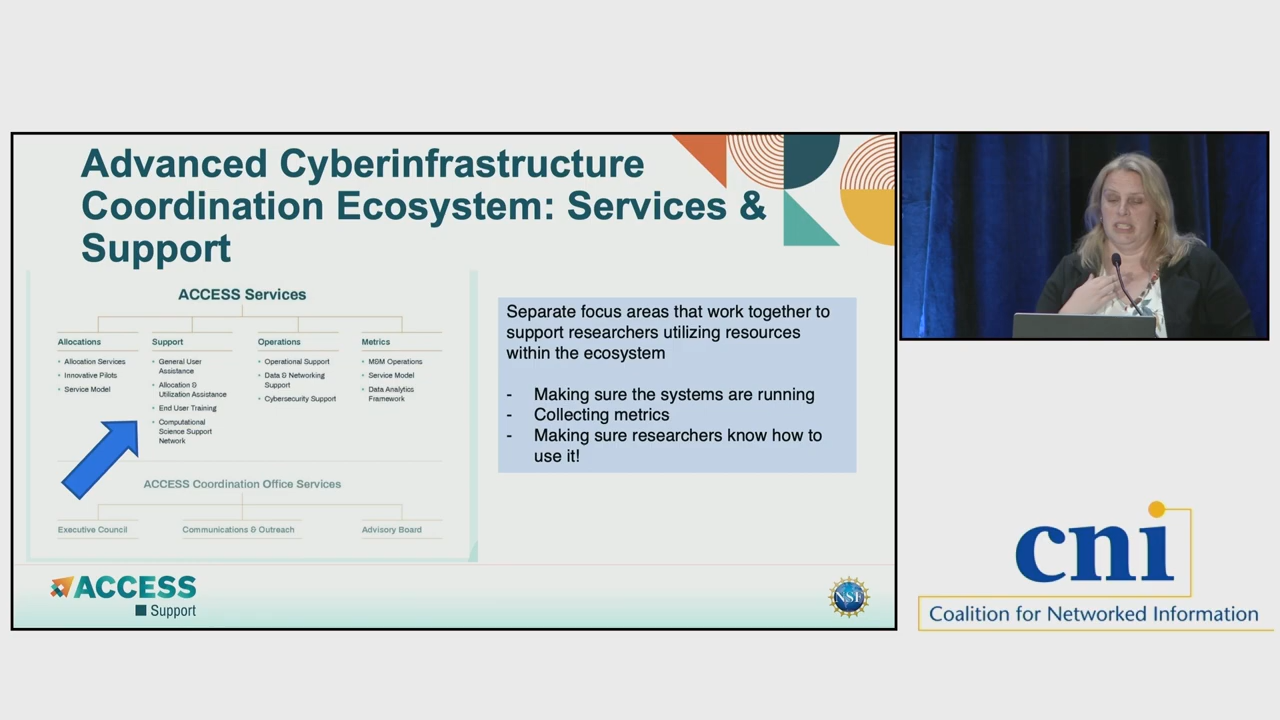 Advanced Cyberinfrastructure
Coordination Ecosystem: Services &
Support
ACCESS Services
Allocations
• Allocation Services
• Innovative Pilots
• Service Model
Support
• General User
Assistance
• Allocation &
Utilization Assistance
• End User Training
• Computational
Science Support
Network
Operations
• Operational Support
• Data & Networking
Support
• Cybersecurity Support
Metrics
• M&M Operations
• Service Model
• Data Analytics
Framework
ACCESS Coordination Office Services
Executive Council
Communications & Outreach
Advisory Board
Separate focus areas that work together to
support researchers utilizing resources
within the ecosystem
- Making sure the systems are running
- Collecting metrics
- Making sure researchers know how to
use it!
ACCESS
Support
NSF
cni
Coalition for Networked Information